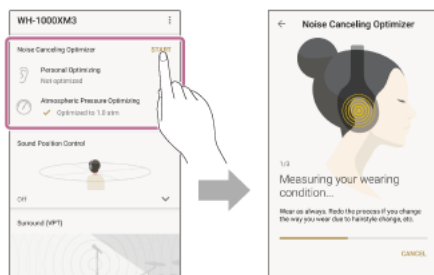 WH-1000XM3
Noise Canceling Optimizer
START
Personal Optimizing
Not optimized
Atmospheric Pressure Optimizing
Optimized to 1.0 atm
Sound Position Control
Off
Surround (VPT)
Noise Canceling Optimizer
1/3
Measuring your wearing
condition...
Wear as always. Redo the process if you change
the way you wear due to hairstyle change, etc.
CANCEL